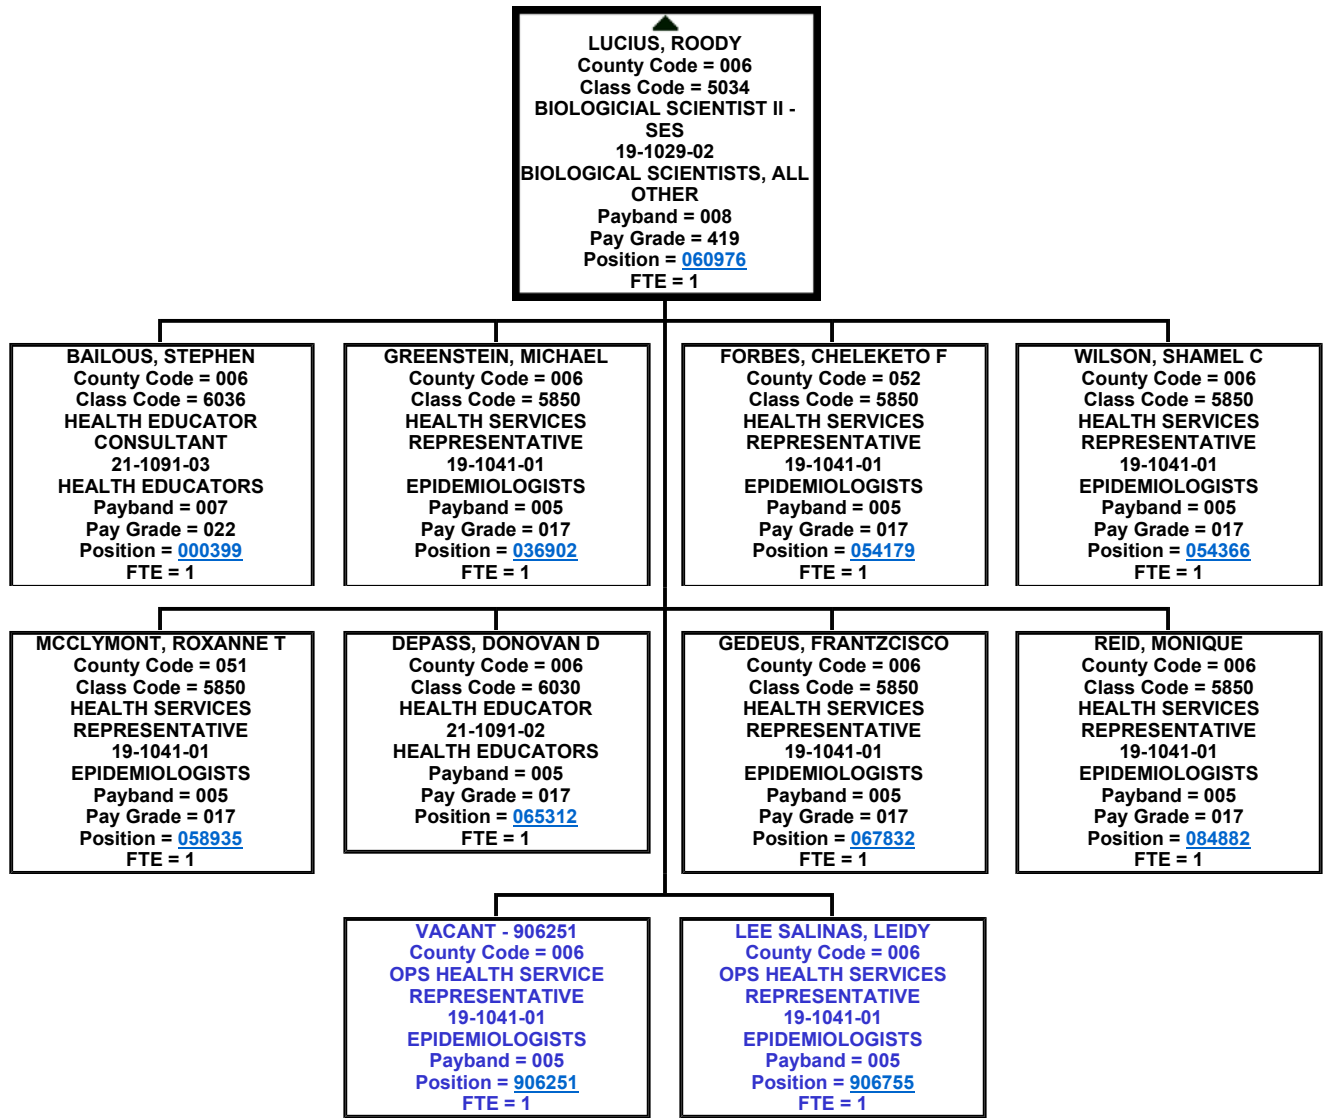 LUCIUS, ROODY
County Code = 006
Class Code = 5034
BIOLOGICIAL SCIENTIST II -
SES
19-1029-02
BIOLOGICAL SCIENTISTS, ALL
OTHER
Payband = 008
Pay Grade = 419
Position = 060976
FTE = 1
BAILOUS, STEPHEN
County Code = 006
Class Code = 6036
HEALTH EDUCATOR
CONSULTANT
21-1091-03
HEALTH EDUCATORS
Payband = 007
Pay Grade = 022
Position = 000399
FTE = 1
GREENSTEIN, MICHAEL
County Code = 006
Class Code = 5850
HEALTH SERVICES
REPRESENTATIVE
19-1041-01
EPIDEMIOLOGISTS
Payband = 005
Pay Grade = 017
Position = 036902
FTE = 1
FORBES, CHELEKETO F
County Code = 052
Class Code = 5850
HEALTH SERVICES
REPRESENTATIVE
19-1041-01
EPIDEMIOLOGISTS
Payband = 005
Pay Grade = 017
Position = 054179
FTE = 1
WILSON, SHAMEL C
County Code = 006
Class Code = 5850
HEALTH SERVICES
REPRESENTATIVE
19-1041-01
EPIDEMIOLOGISTS
Payband = 005
Pay Grade = 017
Position = 054366
FTE = 1
MCCLYMONT, ROXANNE T
County Code = 051
Class Code = 5850
HEALTH SERVICES
REPRESENTATIVE
19-1041-01
EPIDEMIOLOGISTS
Payband = 005
Pay Grade = 017
Position = 058935
FTE = 1
DEPASS, DONOVAN D
County Code = 006
Class Code = 6030
HEALTH EDUCATOR
21-1091-02
HEALTH EDUCATORS
Payband = 005
Pay Grade = 017
Position = 065312
FTE = 1
GEDEUS, FRANTZCISCO
County Code = 006
Class Code = 5850
HEALTH SERVICES
REPRESENTATIVE
19-1041-01
EPIDEMIOLOGISTS
Payband = 005
Pay Grade = 017
Position = 067832
FTE = 1
REID, MONIQUE
County Code = 006
Class Code = 5850
HEALTH SERVICES
REPRESENTATIVE
19-1041-01
EPIDEMIOLOGISTS
Payband = 005
Pay Grade = 017
Position = 084882
FTE = 1
VACANT - 906251
County Code = 006
OPS HEALTH SERVICE
REPRESENTATIVE
19-1041-01
EPIDEMIOLOGISTS
Payband = 005
Position = 906251
FTE = 1
LEE SALINAS, LEIDY
County Code = 006
OPS HEALTH SERVICES
REPRESENTATIVE
19-1041-01
EPIDEMIOLOGISTS
Payband = 005
Position = 906755
FTE = 1